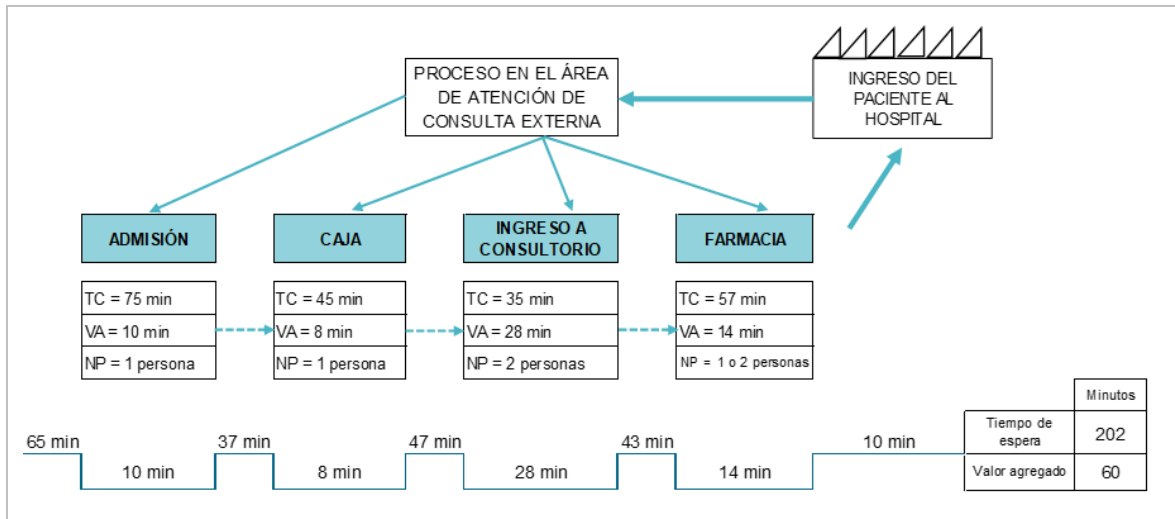 PROCESO EN EL ÁREA
DE ATENCIÓN DE
CONSULTA EXTERNA
INGRESO DEL
PACIENTE AL
HOSPITAL
ADMISIÓN
CAJA
INGRESO A
CONSULTORIO
FARMACIA
TC = 75 min
VA = 10 min
NP = 1 persona
TC = 45 min
VA = 8 min
NP = 1 persona
TC = 35 min
VA = 28 min
NP = 2 personas
TC = 57 min
VA = 14 min
NP = 1 o 2 personas
65 min
10 min
37 min
8 min
47 min
28 min
43 min
14 min
10 min
Minutos
Tiempo de
espera
202
Valor agregado
60